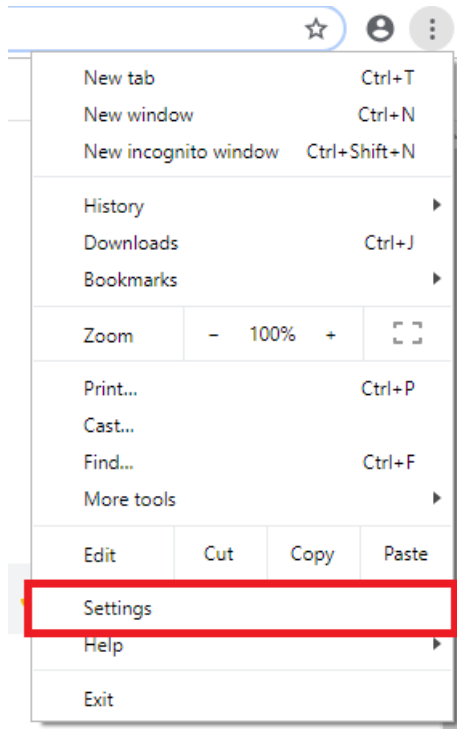 New tab Ctrl+T
New window Ctrl+N
New incognito window Ctrl+Shift+N
History
Downloads Ctrl+J
Bookmarks
Zoom - 100% +
Print... Ctrl+P
Cast...
Find... Ctrl+F
More tools
Edit Cut Copy Paste
Settings
Help
Exit